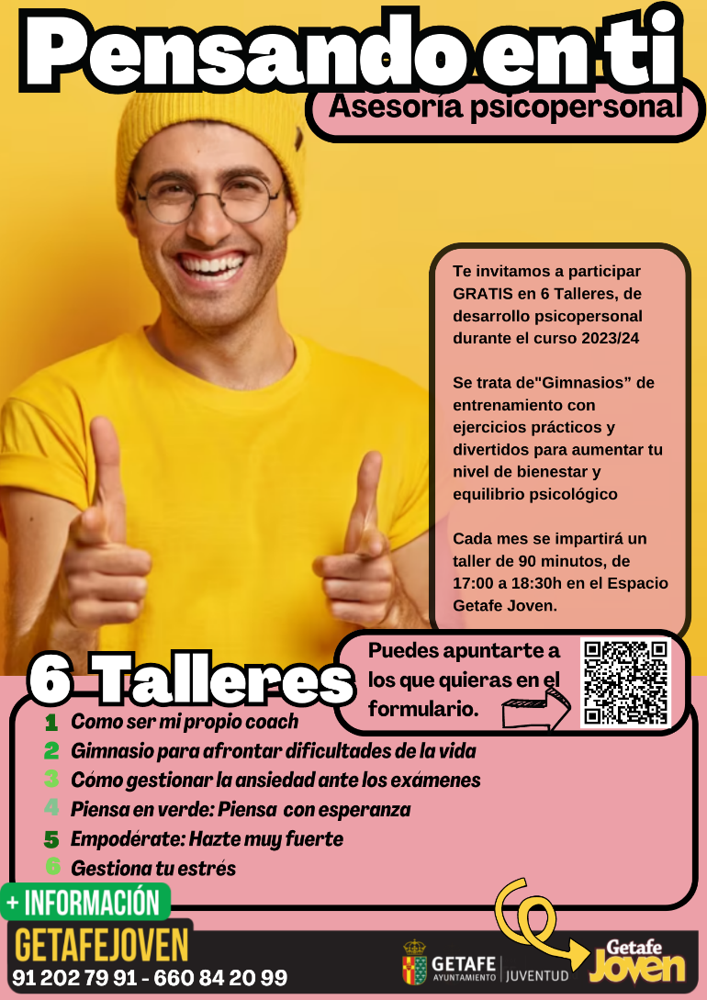 Pensando en ti
Asesoría psicopersonal
Te invitamos a participar
GRATIS en 6 Talleres, de
desarrollo psicopersonal
durante el curso 2023/24
Se trata de"Gimnasios” de
entrenamiento con
ejercicios prácticos y
divertidos para aumentar tu
nivel de bienestar y
equilibrio psicológico
Cada mes se impartirá un
taller de 90 minutos, de
17:00 a 18:30h en el Espacio
Getafe Joven.
Puedes apuntarte a
los que quieras en el
formulario.
6 Talleres
1 Como ser mi propio coach
2 Gimnasio para afrontar dificultades de la vida
3 Cómo gestionar la ansiedad ante los exámenes
4 Piensa en verde: Piensa con esperanza
5 Empodérate: Hazte muy fuerte
6 Gestiona tu estrés
+ INFORMACIÓN
GETAFEJOVEN
91 202 79 91 - 660 84 20 99
GETAFE
AYUNTAMIENTO
JUVENTUD
Getafe
Joven